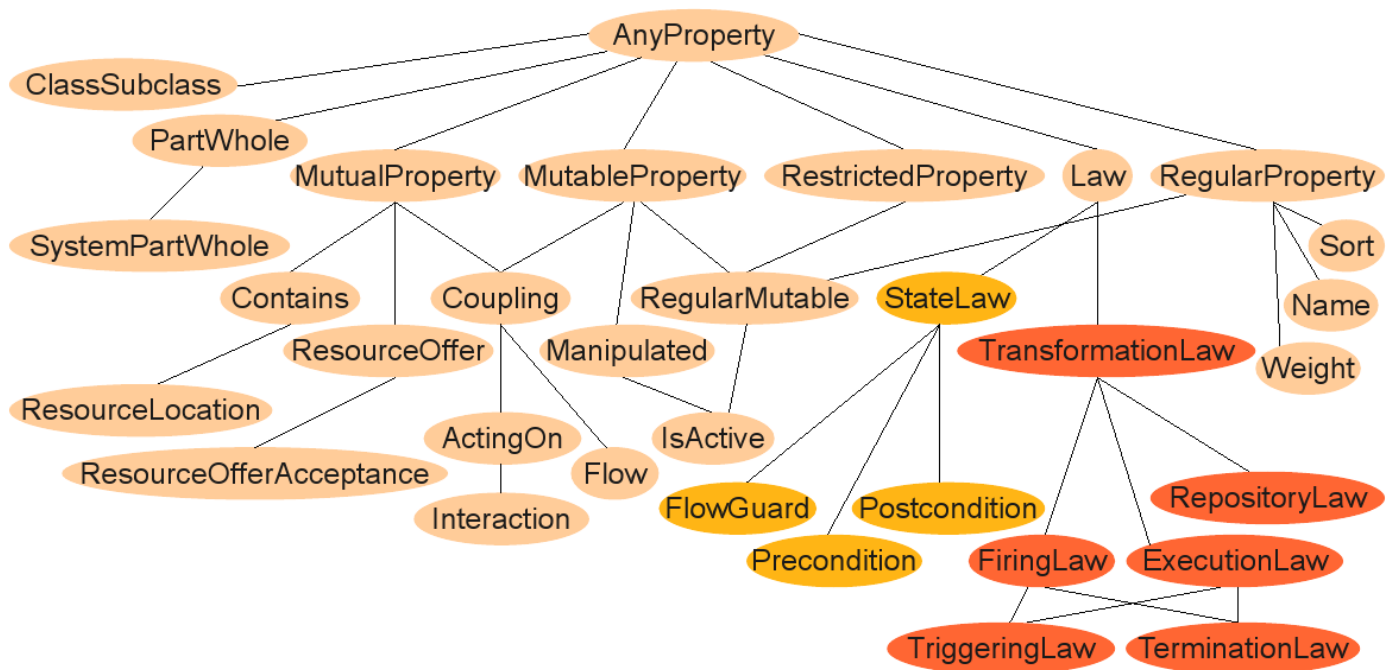 AnyProperty
ClassSubclass
PartWhole
MutualProperty
MutableProperty
RestrictedProperty
Law
RegularProperty
SystemPartWhole
Sort
Contains
Coupling
RegularMutable
StateLaw
Name
ResourceOffer
Manipulated
TransformationLaw
Weight
ResourceLocation
ActingOn
IsActive
ResourceOfferAcceptance
Flow
RepositoryLaw
FlowGuard
Postcondition
Interaction
Precondition
FiringLaw
ExecutionLaw
TriggeringLaw
TerminationLaw